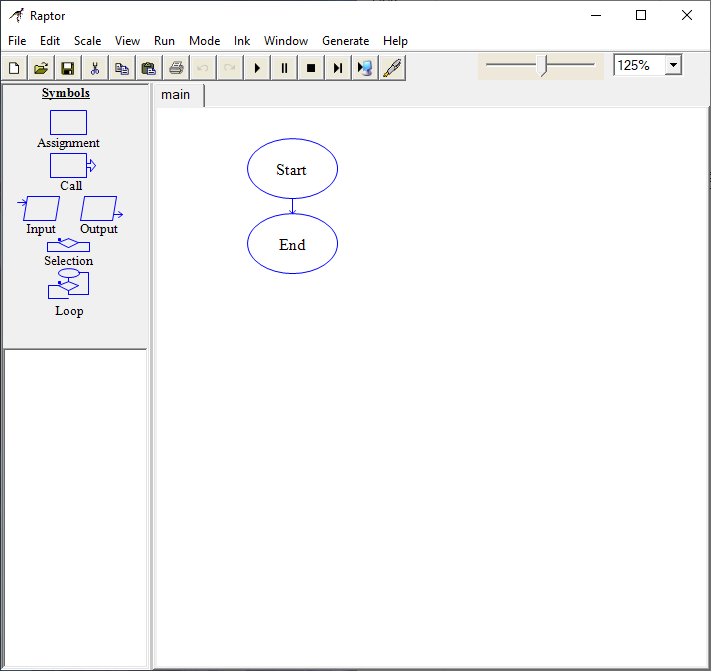 Raptor
File Edit Scale View Run Mode Ink Window Generate Help
125%
Symbols
main
Assignment
Call
Input Output
Selection
Loop
Start
End